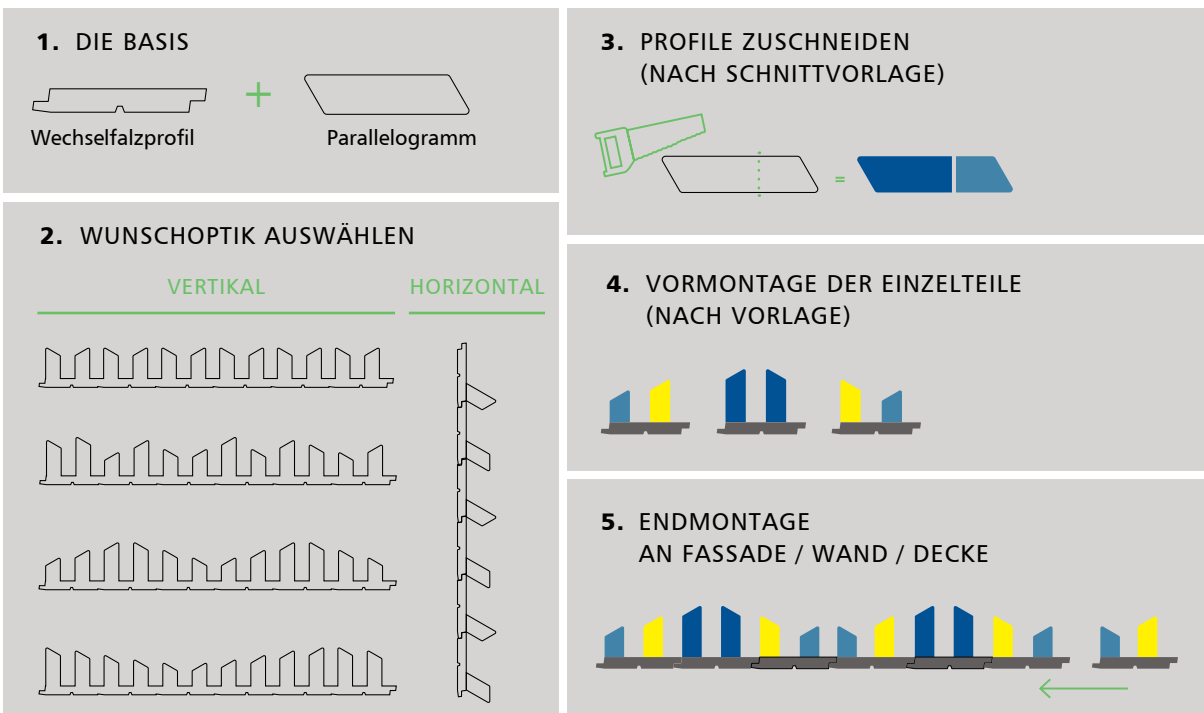 1. DIE BASIS
+
Wechselfalzprofil
Parallelogramm
2. WUNSCHOPTIK AUSWÄHLEN
VERTIKAL
HORIZONTAL
3. PROFILE ZUSCHNEIDEN
(NACH SCHNITTVORLAGE)
=
4. VORMONTAGE DER EINZELTEILE
(NACH VORLAGE)
5. ENDMONTAGE
AN FASSADE / WAND / DECKE